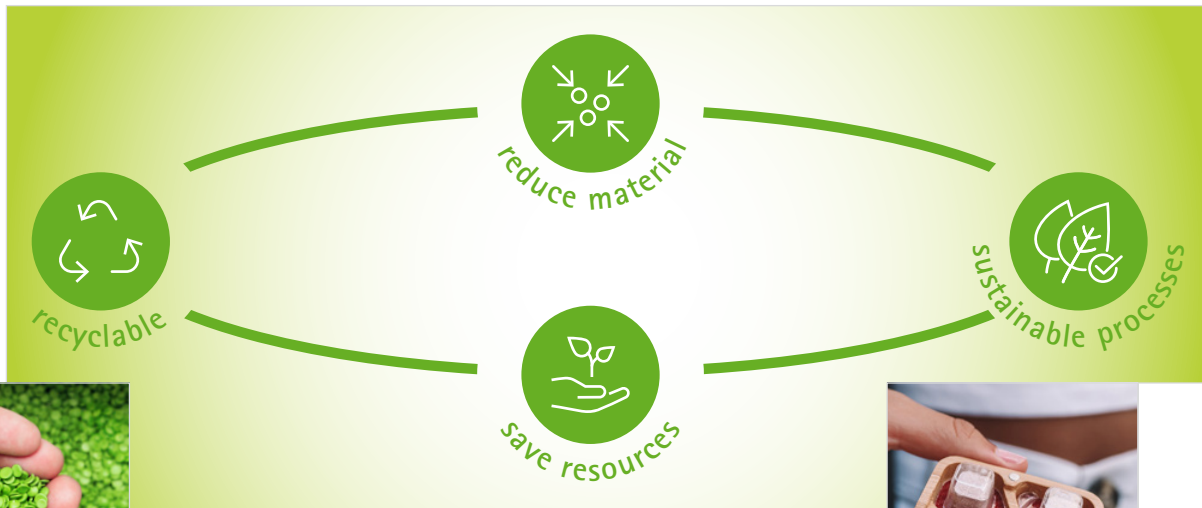 reduce material
recyclable
sustainable processes
save resources